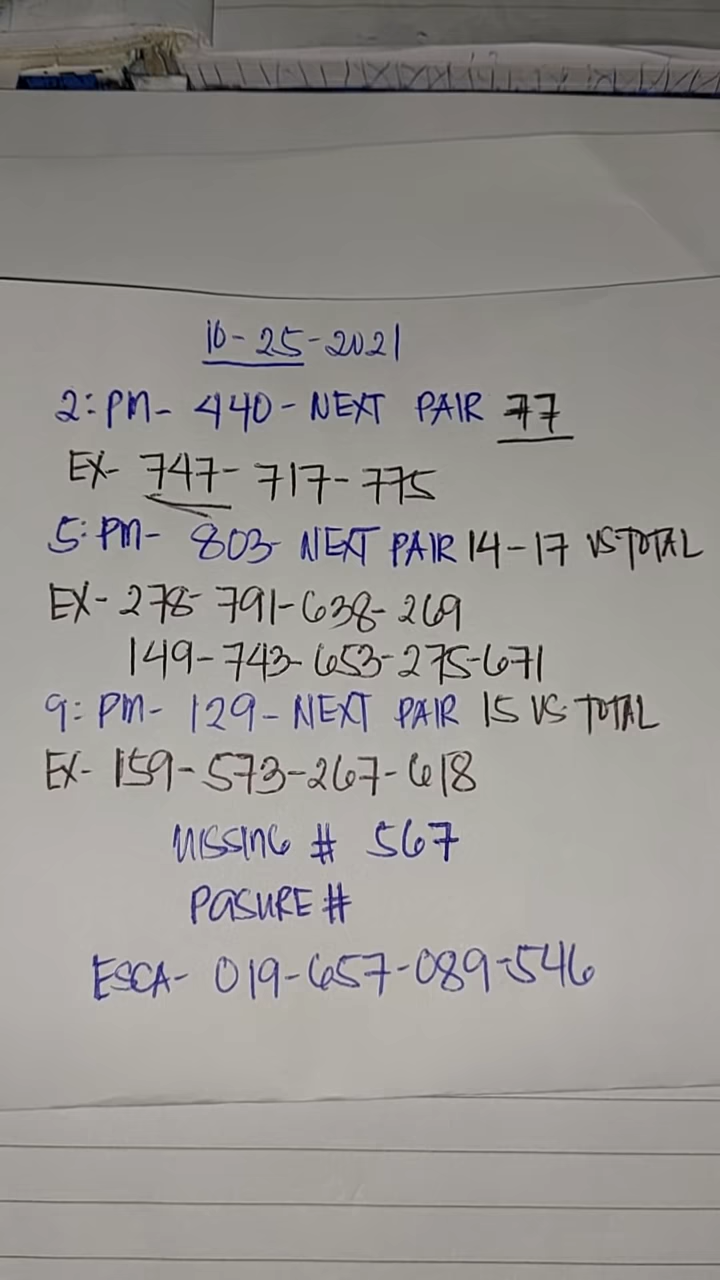 10-25-2021
2:PM- 440- NEXT PAIR 77
EX- 747- 717- 775
5:PM- 803- NEXT PAIR 14-17 VS TOTAL
EX- 278- 791-638-269
149-743-653-275-671
9:PM- 129- NEXT PAIR 15 VS TOTAL
EX- 159-573-267-618
MISSING # 567
PASURE #
ESCA- 019-657-089-546